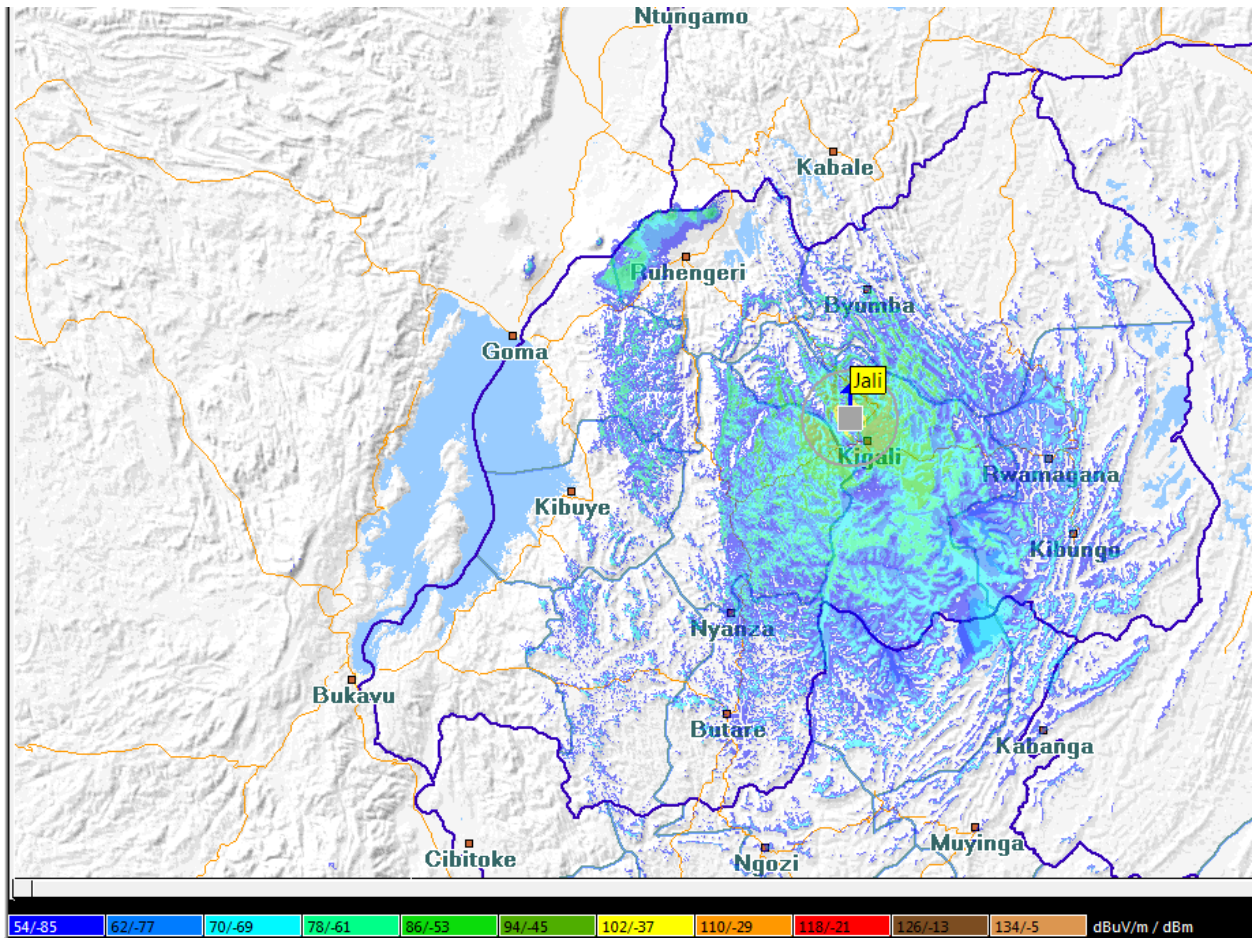 Ntungamo
Kabale
Ruhengeri
Byumba
Goma
Jali
Kigali
Rwamagana
Kibuye
Kibungo
Nyanza
Bukavu
Butare
Kabanga
Muyinga
Cibitoke
Ngozi
54/-85 62/-77 70/-69 78/-61 86/-53 94/-45 102/-37 110/-29 118/-21 126/-13 134/-5 dBuV/m / dBm